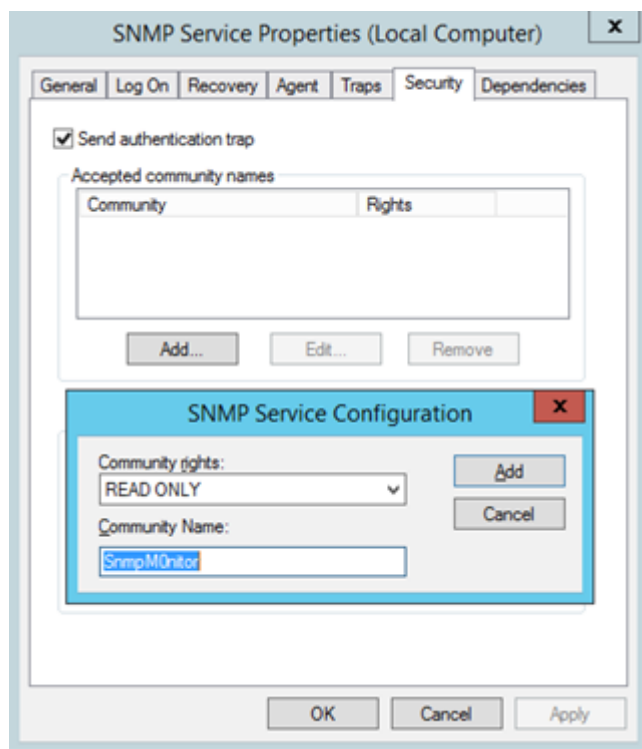 SNMP Service Properties (Local Computer)
x
General Log On Recovery Agent Traps Security Dependencies
Send authentication trap
Accepted community names
Community Rights
Add... Edit.... Remove
SNMP Service Configuration
x
Community rights:
READ ONLY
Add
Community Name:
Cancel
SnmpM0nitor
OK Cancel Apply